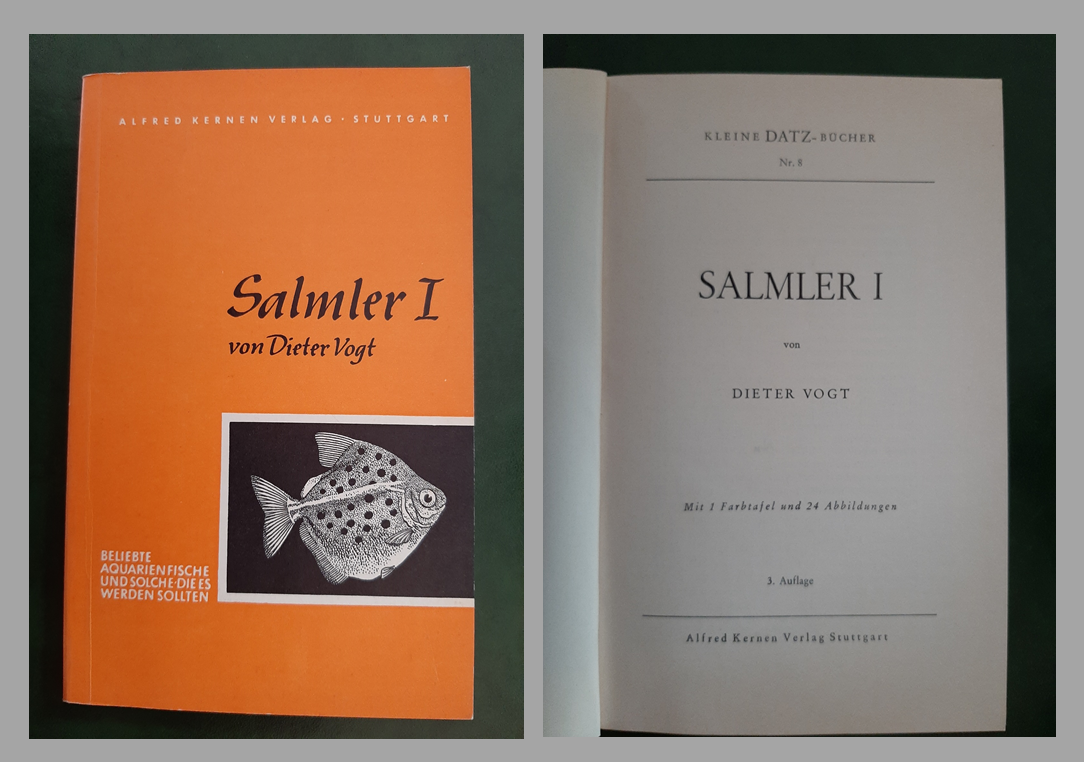 ALFRED KERNEN VERLAG · STUTTGART
Salmler I
von Dieter Vogt
BELIEBTE
AQUARIENFISCHE
UND SOLCHE·DIE ES
WERDEN SOLLTEN
KLEINE DATZ-BÜCHER
Nr. 8
SALMLER I
von
DIETER VOGT
Mit 1 Farbtafel und 24 Abbildungen
3. Auflage
Alfred Kernen Verlag Stuttgart